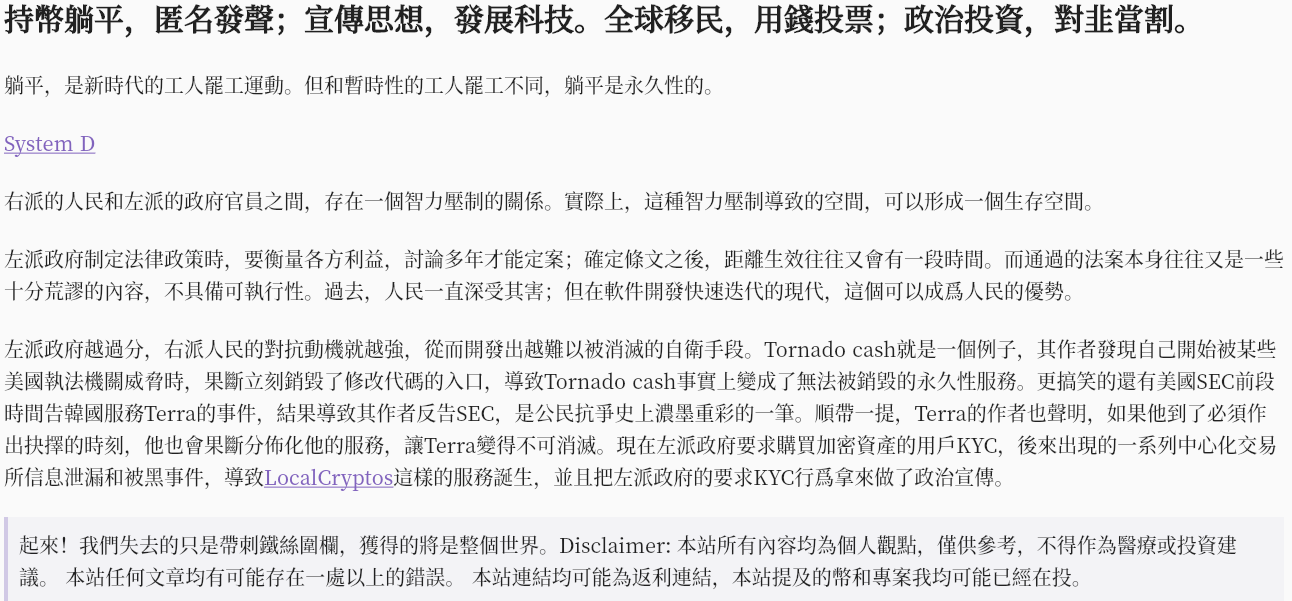 持幣躺平，匿名發聲；宣傳思想，發展科技。全球移民，用錢投票；政治投資，對韭當割。
躺平，是新時代的工人罷工運動。但和暫時性的工人罷工不同，躺平是永久性的。
System D
右派的人民和左派的政府官員之間，存在一個智力壓制的關係。實際上，這種智力壓制導致的空間，可以形成一個生存空間。
左派政府制定法律政策時，要衡量各方利益，討論多年才能定案；確定條文之後，距離生效往往又會有一段時間。而通過的法案本身往往又是一些
十分荒謬的內容，不具備可執行性。過去，人民一直深受其害；但在軟件開發快速迭代的現代，這個可以成爲人民的優勢。
左派政府越過分，右派人民的對抗動機就越強，從而開發出越難以被消滅的自衛手段。Tornado cash就是一個例子，其作者發現自己開始被某些
美國執法機關威脅時，果斷立刻銷毀了修改代碼的入口，導致Tornado cash事實上變成了無法被銷毀的永久性服務。更搞笑的還有美國SEC前段
時間告韓國服務Terra的事件，結果導致其作者反告SEC，是公民抗爭史上濃墨重彩的一筆。順帶一提，Terra的作者也聲明，如果他到了必須作
出抉擇的時刻，他也會果斷分佈化他的服務，讓Terra變得不可消滅。現在左派政府要求購買加密資產的用戶KYC，後來出現的一系列中心化交易
所信息泄漏和被黑事件，導致LocalCryptos這樣的服務誕生，並且把左派政府的要求KYC行爲拿來做了政治宣傳。
起來！我們失去的只是帶刺鐵絲圍欄，獲得的將是整個世界。Disclaimer: 本站所有內容均為個人觀點，僅供參考，不得作為醫療或投資建
議。 本站任何文章均有可能存在一處以上的錯誤。 本站連結均可能為返利連結，本站提及的幣和專案我均可能已經在投。